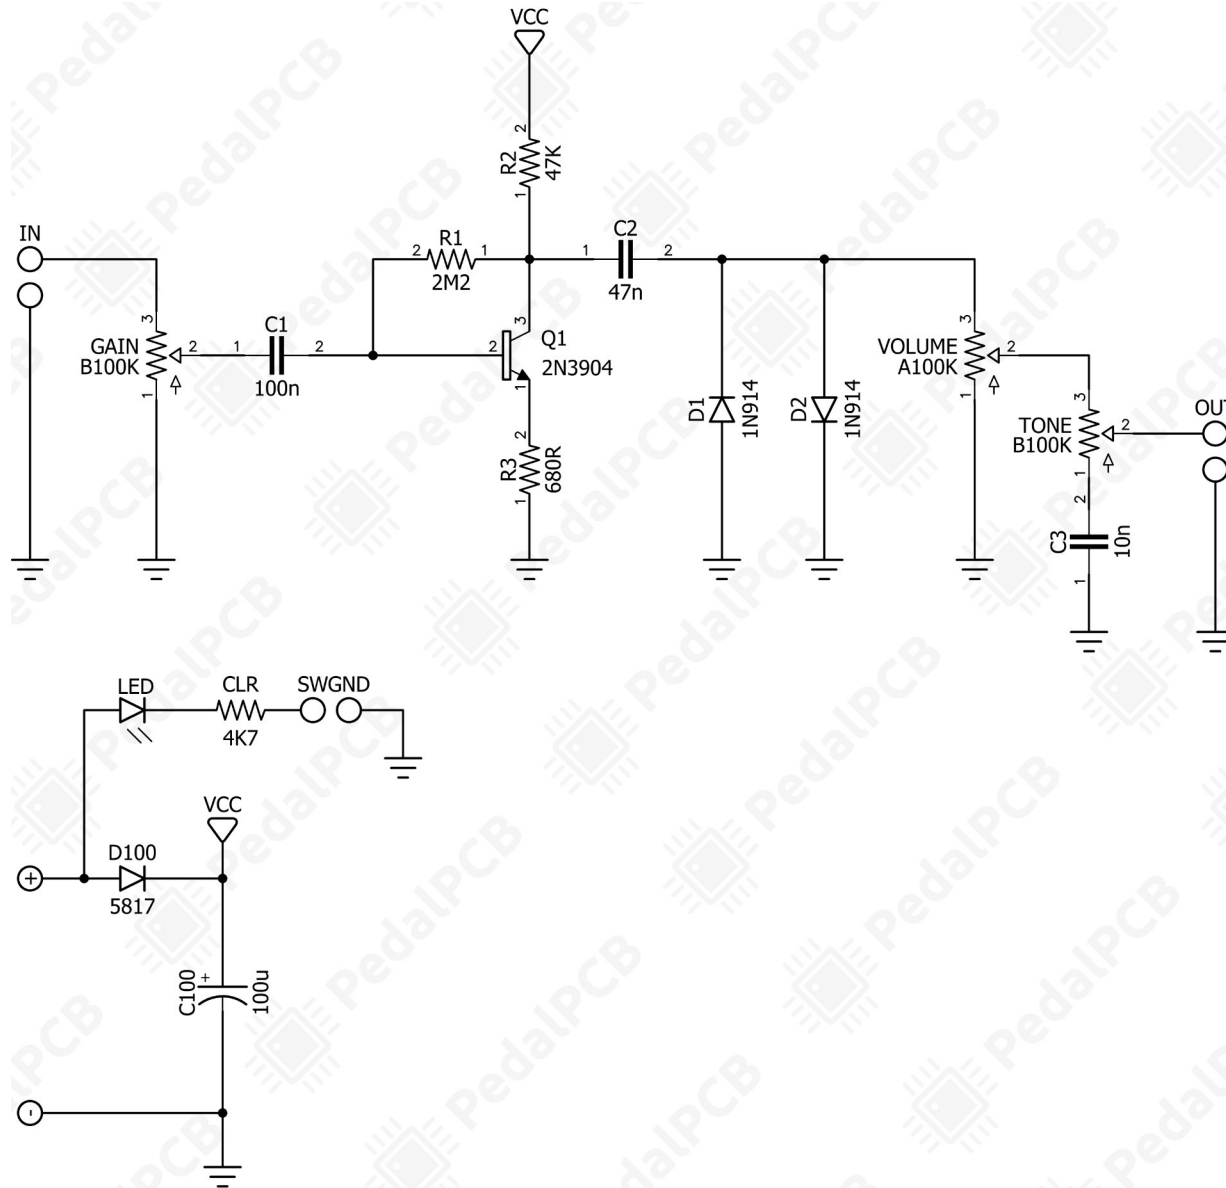 VCC
2
R2
47K
1
IN
2
R1
1
2M2
1
C2
2
47n
3
GAIN
B100K
2
1
1
C1
2
100n
2
3
Q1
2N3904
1
2
R3
680R
1
D1
1N914
D2
1N914
3
VOLUME
A100K
2
1
3
TONE
B100K
2
1
OUT
2
C3
10n
1
LED
CLR
4K7
SW
GND
VCC
+
D100
5817
C100
+
100u
-
PedalPCB